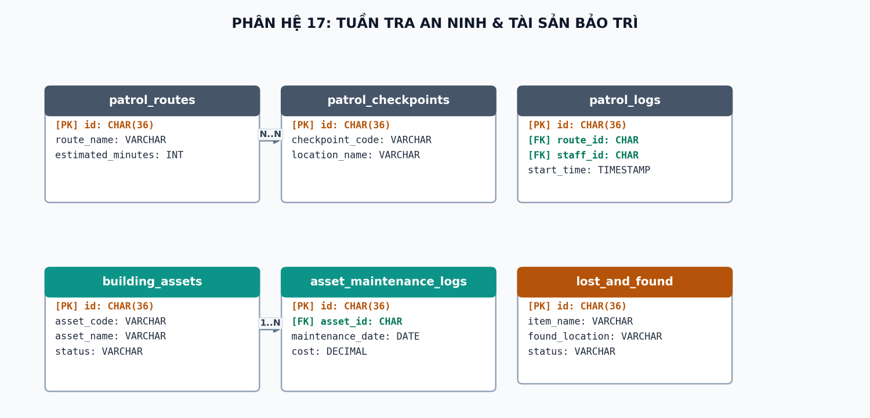 PHÂN HỆ 17: TUẦN TRA AN NINH & TÀI SẢN BẢO TRÌ
patrol_routes
[PK] id: CHAR(36)
route_name: VARCHAR
estimated_minutes: INT
N..N
patrol_checkpoints
[PK] id: CHAR(36)
checkpoint_code: VARCHAR
location_name: VARCHAR
patrol_logs
[PK] id: CHAR(36)
[FK] route_id: CHAR
[FK] staff_id: CHAR
start_time: TIMESTAMP
building_assets
[PK] id: CHAR(36)
asset_code: VARCHAR
asset_name: VARCHAR
status: VARCHAR
1..N
asset_maintenance_logs
[PK] id: CHAR(36)
[FK] asset_id: CHAR
maintenance_date: DATE
cost: DECIMAL
lost_and_found
[PK] id: CHAR(36)
item_name: VARCHAR
found_location: VARCHAR
status: VARCHAR